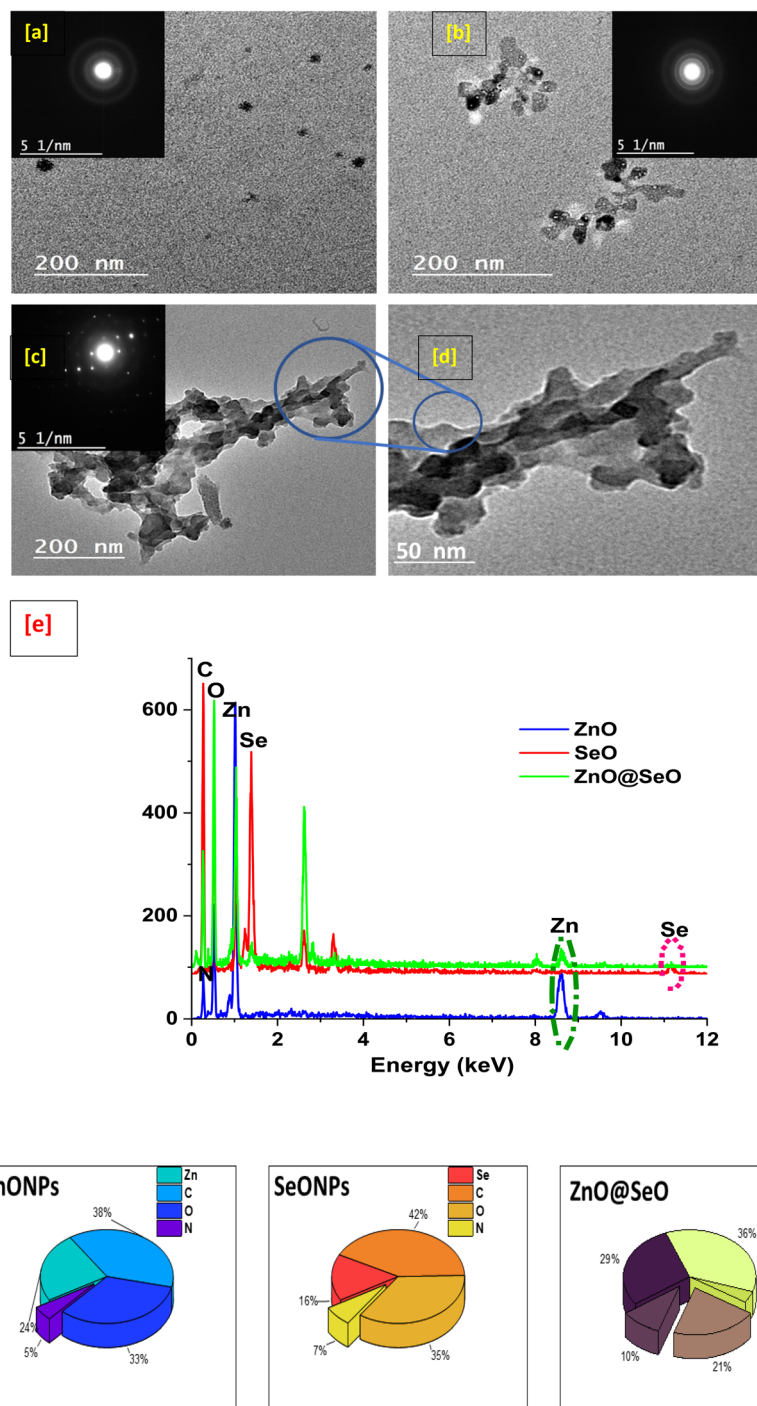 [a]
5 1/nm
200 nm
[b]
5 1/nm
200 nm
[c]
5 1/nm
200 nm
[d]
50 nm
[e]
C
O
Zn
Se
N
Zn
Se
ZnO
SeO
ZnO@SeO
600
400
200
0
0 2 4 6 8 10 12
Energy (keV)
nONPs
Zn
C
O
N
38%
24%
5%
33%
SeONPs
Se
C
O
N
42%
16%
7%
35%
ZnO@SeO
36%
29%
10%
21%